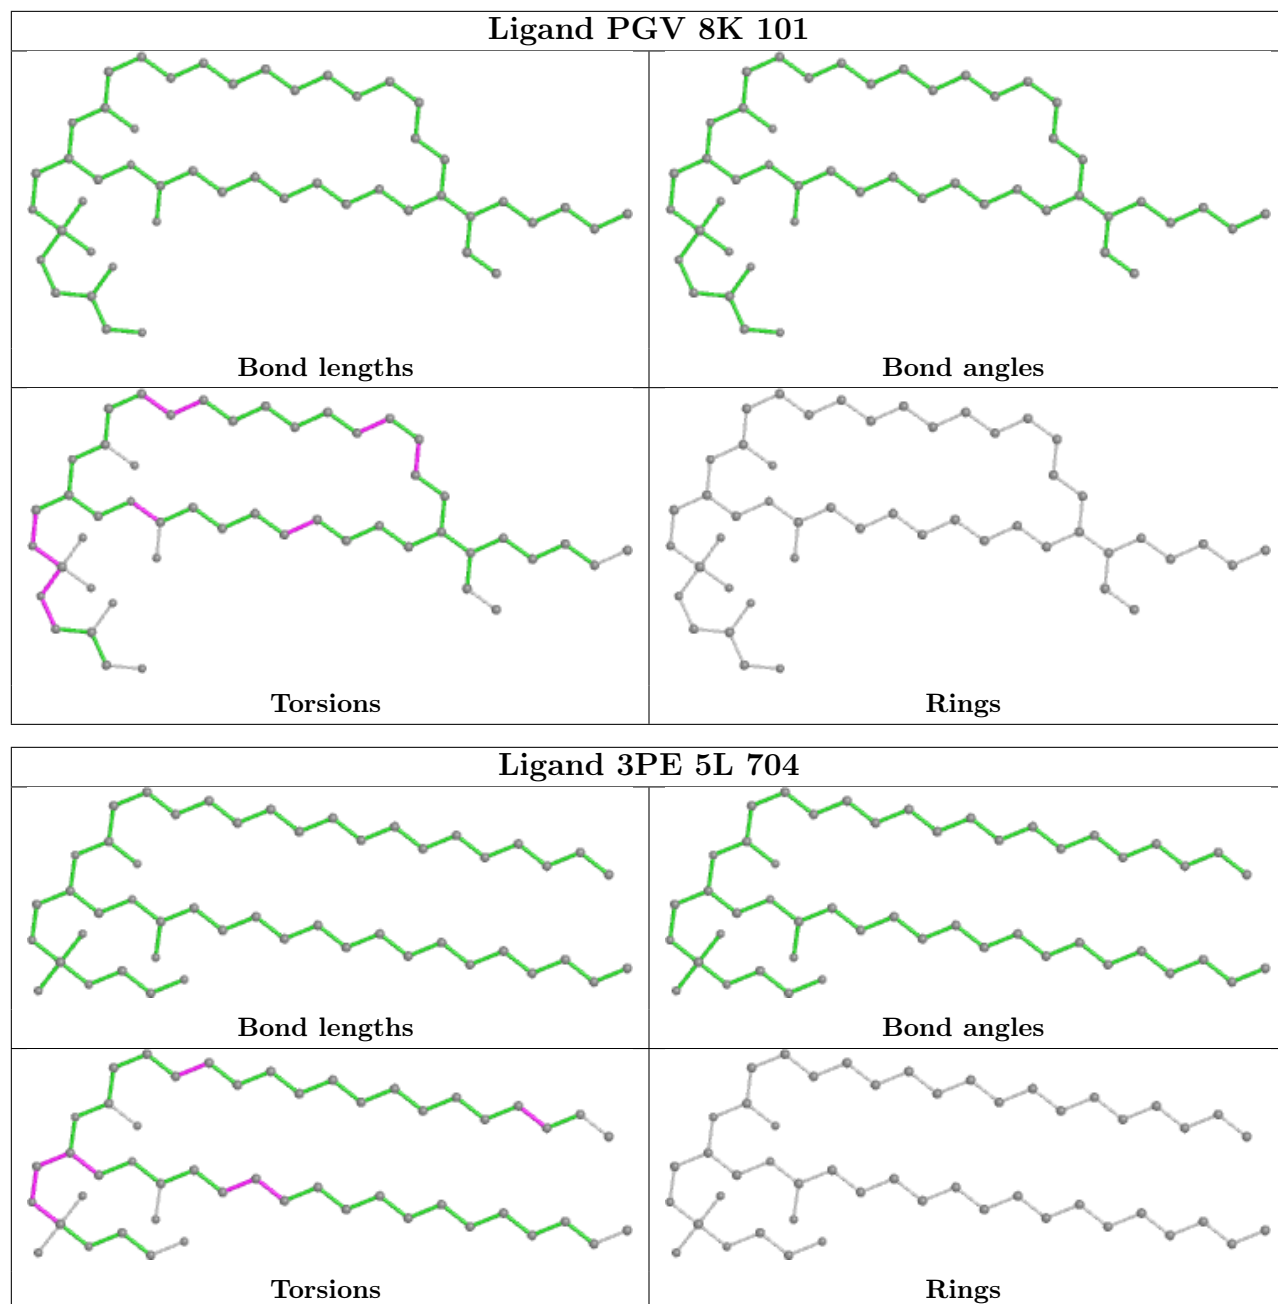 Ligand PGV 8K 101
Bond lengths
Bond angles
Torsions
Rings
Ligand 3PE 5L 704
Bond lengths
Bond angles
Torsions
Rings